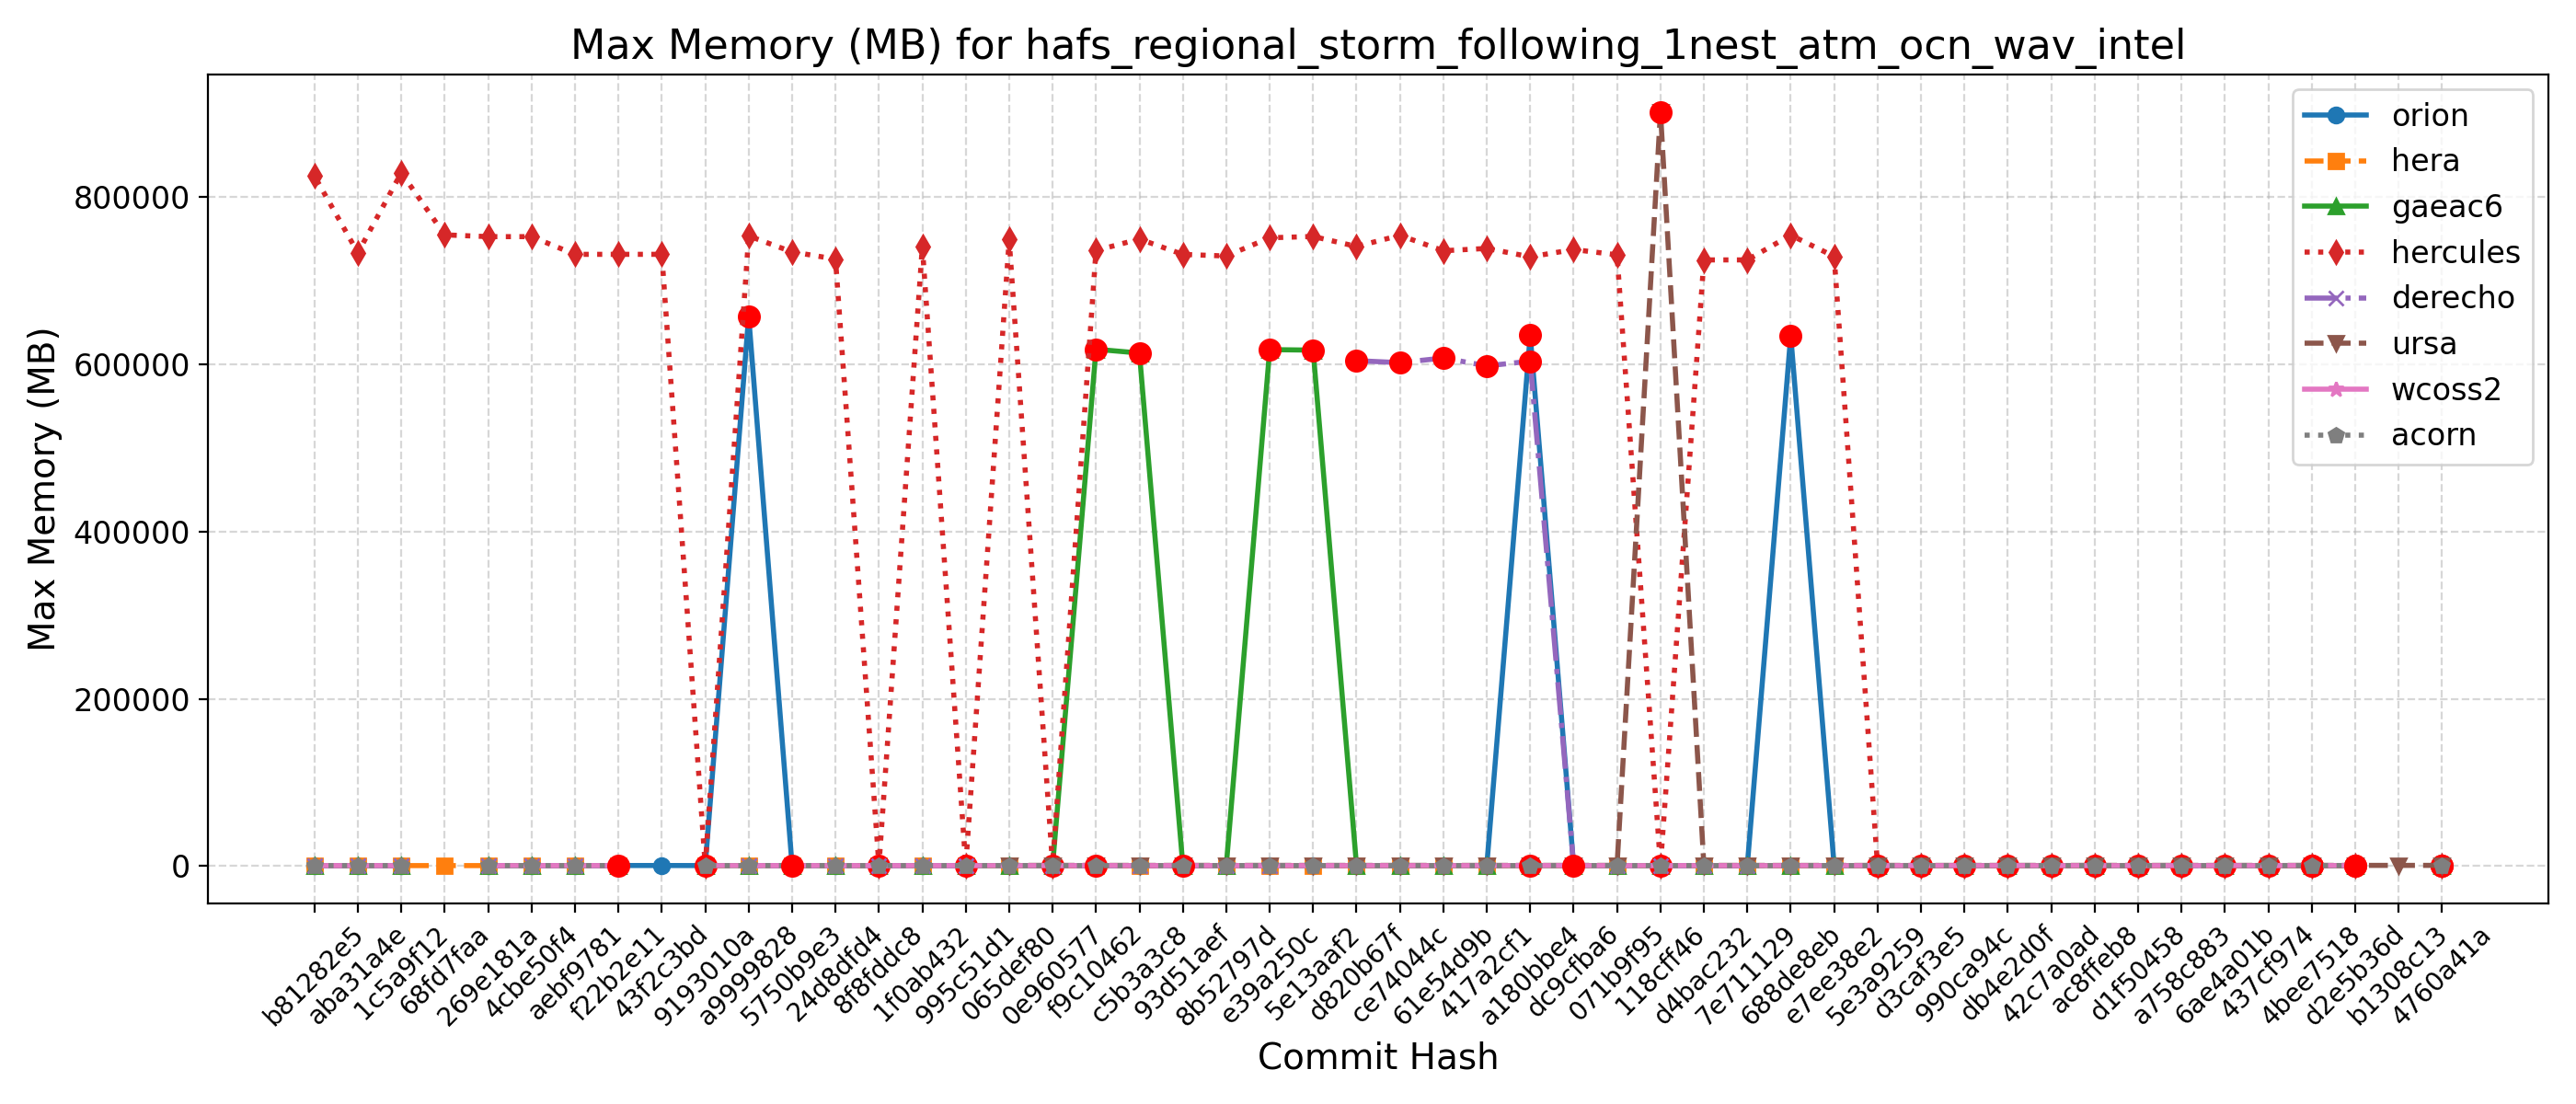 Max Memory (MB) for hafs_regional_storm_following_1nest_atm_ocn_wav_intel
Max Memory (MB)
800000
600000
400000
200000
0
orion
hera
gaeac6
hercules
derecho
ursa
wcoss2
acorn
b81282e5
aba31a4e
1c5a9f12
68fd7faa
269e181a
4cbe50f4
aebf9781
f22b2e11
43f2c3bd
9193010a
a9999828
5750b9e3
24d8dfd4
8f8fddc8
1f0ab432
995c51d1
065def80
0e960577
f9c10462
c5b3a3c8
93d51aef
8b52797d
e39a250c
5e13aaf2
d820b67f
ce74044c
61e54d9b
417a2cf1
a180bbe4
dc9cfba6
071b9f95
118cff46
d4bac232
7e711129
688dde8eb
e7ee38e2
5e3a9259
d3caf3e5
990ca94c
db4e2d0f
42c7a0ad
ac8ffeb8
d1f50458
a758c883
6ae4a01b
437cf974
4bee7518
d2e5b36d
b1308c13
4760a41a
Commit Hash